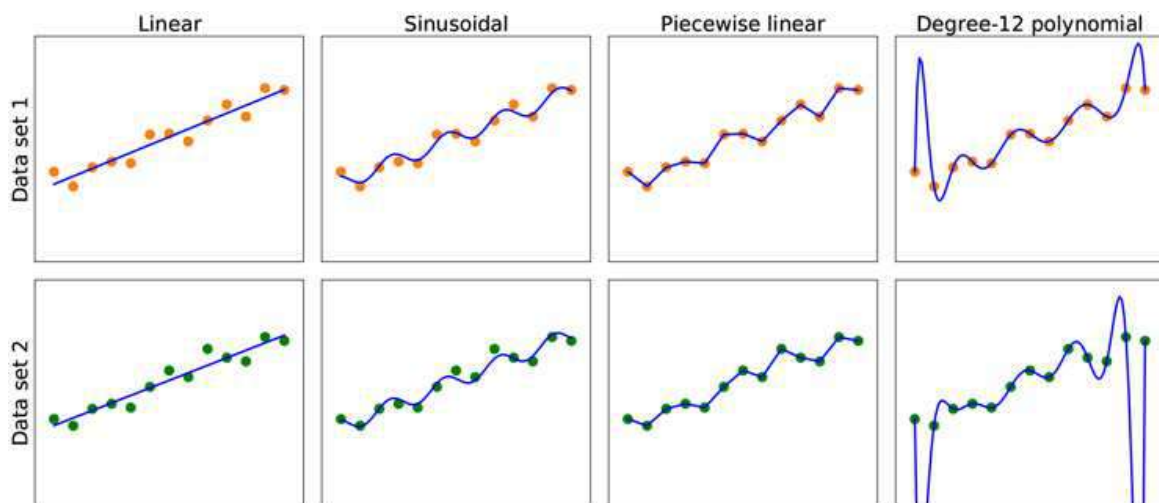 Linear
Sinusoidal
Piecewise linear
Degree-12 polynomial
Data set 1
Data set 2